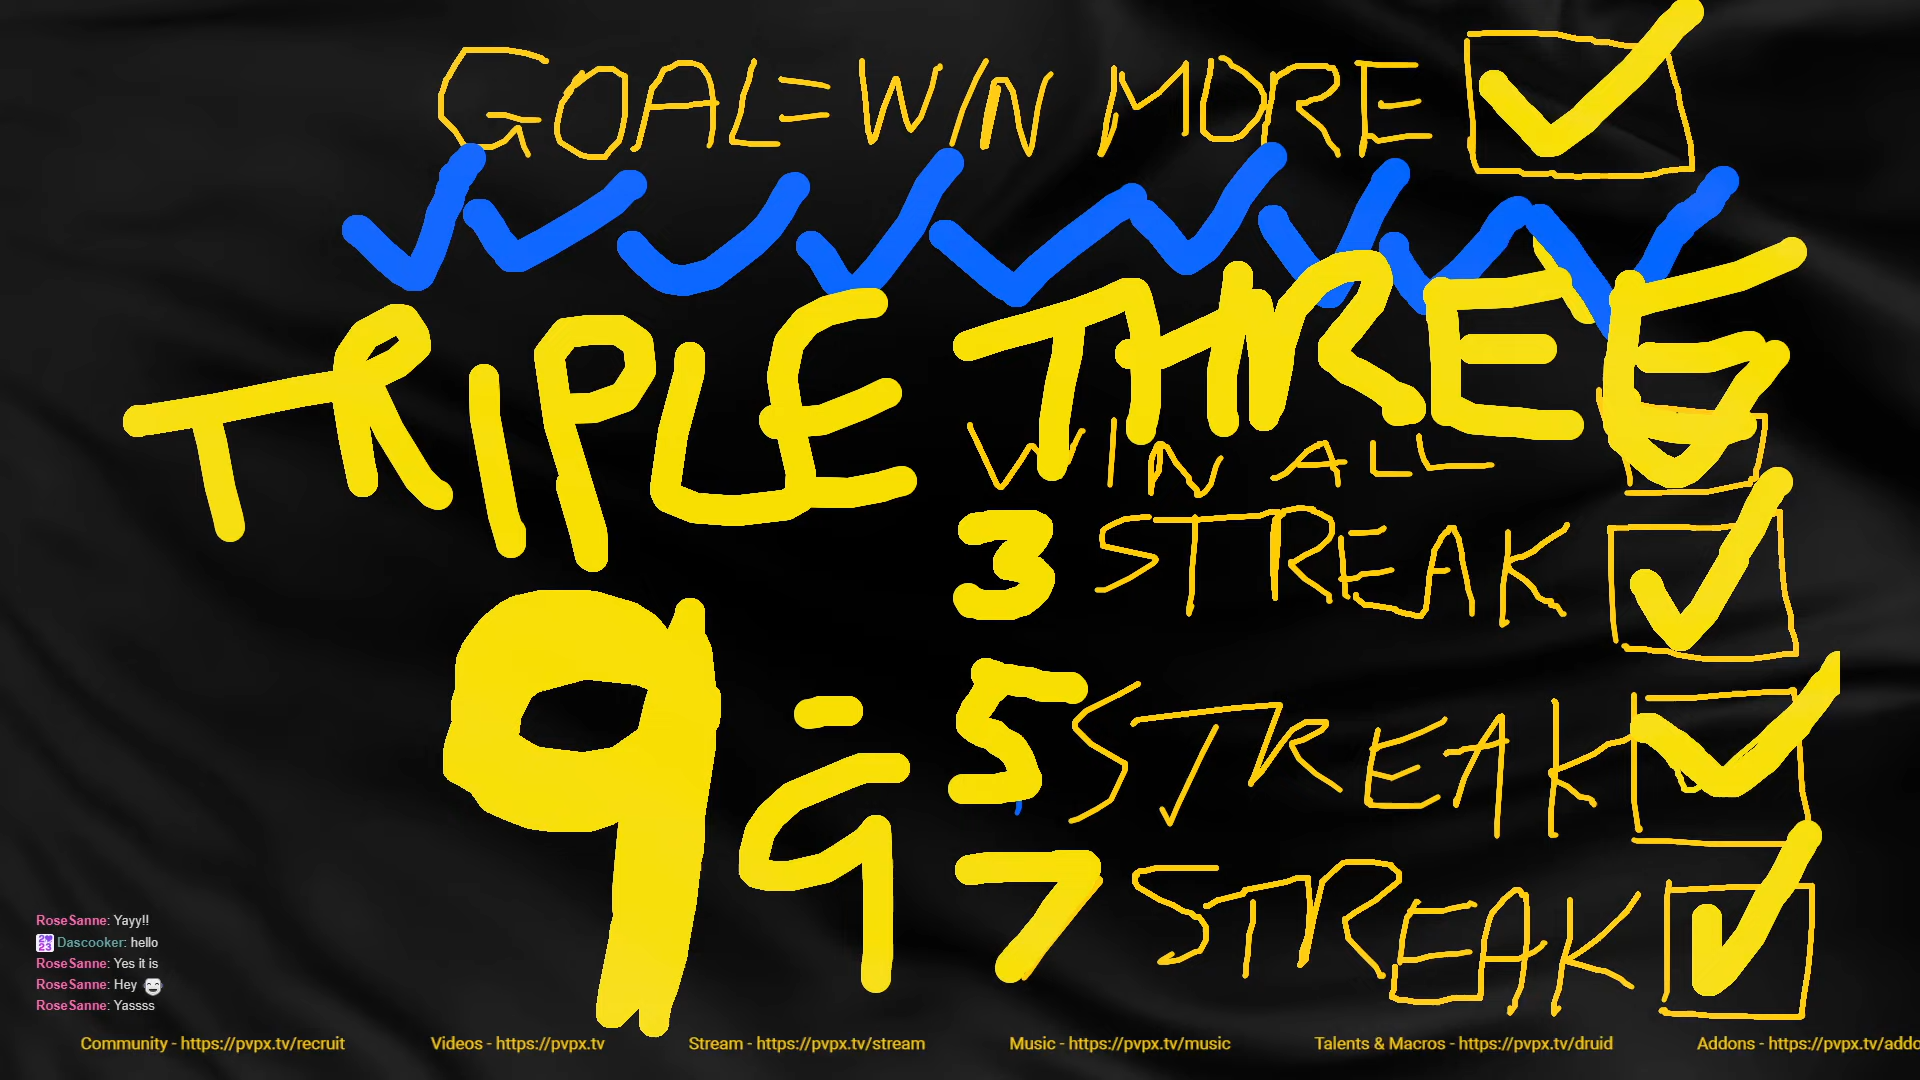 GOAL=WIN MORE
TRIPLE THREE
WIN ALL
3 STREAK
9-9
5 STREAK
7 STREAK
RoseSanne: Yayy!!
Dascooker: hello
RoseSanne: Yes it is
RoseSanne: Hey
RoseSanne: Yassss
Community - https://pvpx.tv/recruit Videos - https://pvpx.tv Stream - https://pvpx.tv/stream Music - https://pvpx.tv/music Talents & Macros - https://pvpx.tv/druid Addons - https://pvpx.tv/addo